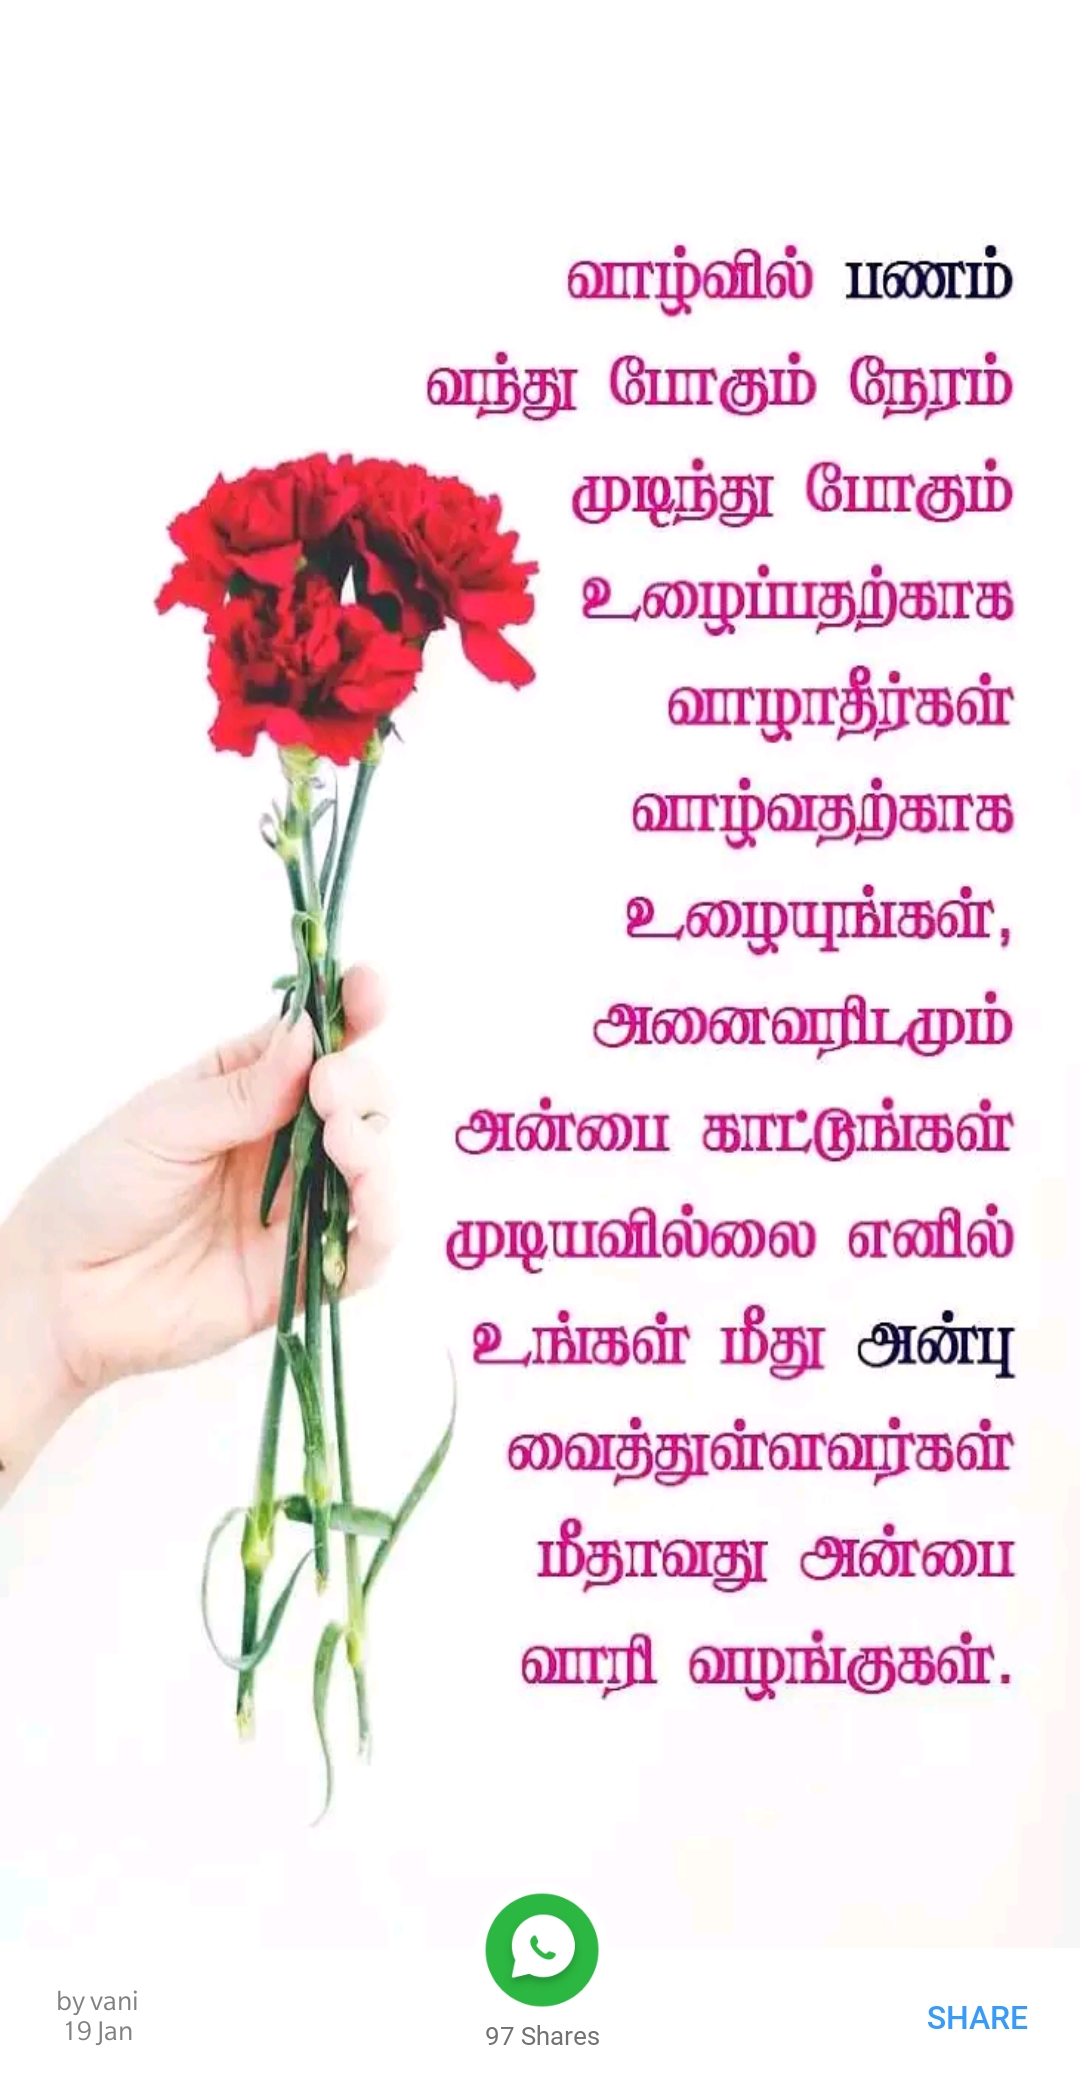 வாழ்வில் பணம்
வந்து போகும் நேரம்
முடிந்து போகும்
உழைப்பதற்காக
வாழாதீர்கள்
வாழ்வதற்காக
உழையுங்கள்,
அனைவரிடமும்
அன்பை காட்டூங்கள்
முடியவில்லை எனில்
உங்கள் மீது அன்பு
வைத்துள்ளவர்கள்
மீதாவது அன்பை
வாரி வழங்குகள்.
by vani
19 Jan
97 Shares
SHARE